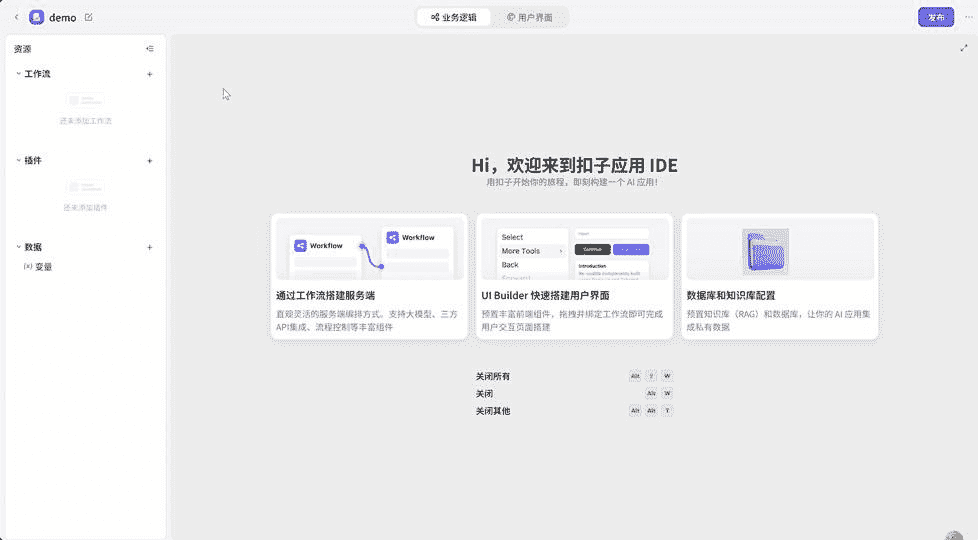 demo
业务逻辑
用户界面
发布
资源
工作流
还未添加工作流
插件
还未添加插件
数据
(x) 变量
Hi，欢迎来到扣子应用 IDE
用扣子开始你的旅程，即刻构建一个 AI 应用！
Workflow
Workflow
通过工作流搭建服务端
直观灵活的服务端编排方式。支持大模型、三方
API集成、流程控制等丰富组件
Select
More Tools
Back
Forward
Introduction
UI Builder 快速搭建用户界面
预置丰富前端组件，拖拽并绑定工作流即可完成
用户交互页面搭建
数据库和知识库配置
预置知识库（RAG）和数据库，让你的 AI 应用集
成私有数据
关闭所有
Alt
W
关闭
Alt W
关闭其他
Alt Alt T